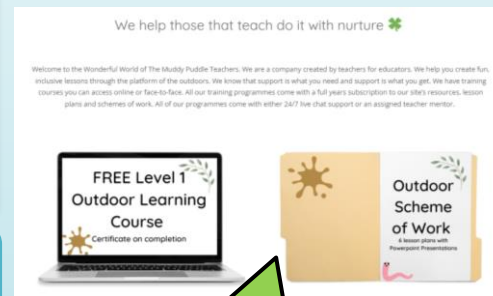 We help those that teach do it with nurture
Welcome to the Wonderful World of The Muddy Puddle Teachers. We are a company created by teachers for educators. We help you create fun,
inclusive lessons through the platform of the outdoors. We know that support is what you need and support is what you get. We have training
courses you can access online or face-to-face. All our training programmes come with a full years subscription to our site's resources, lesson
plans and schemes of work. All of our programmes come with either 24/7 live chat support or an assigned teacher mentor.
FREE Level 1
Outdoor Learning
Course
Certificate on completion
Outdoor
Scheme
of Work
6 lesson plans with
Powerpoint Presentations